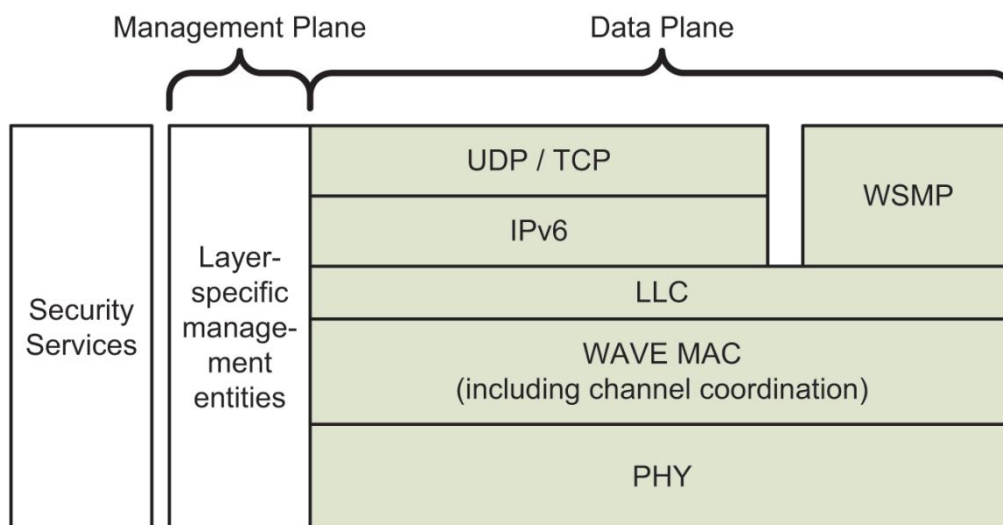 Management Plane
Data Plane
Security
Services
Layer-
specific
manage-
ment
entities
UDP / TCP
IPv6
WSMP
LLC
WAVE MAC
(including channel coordination)
PHY